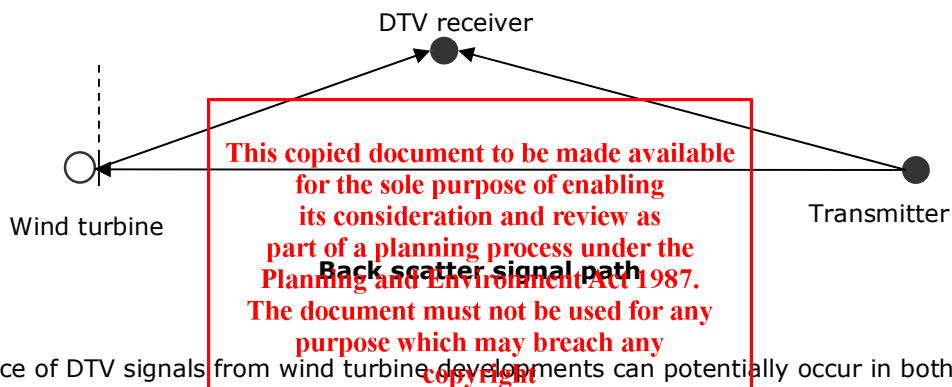 DTV receiver
This copied document to be made available
for the sole purpose of enabling
its consideration and review as
part of a planning process under the
Planning and Environment Act 1987.
The document must not be used for any
purpose which may breach any
copyright
Wind turbine
Transmitter
Back scatter signal path
ce of DTV signals from wind turbine developments can potentially occur in both